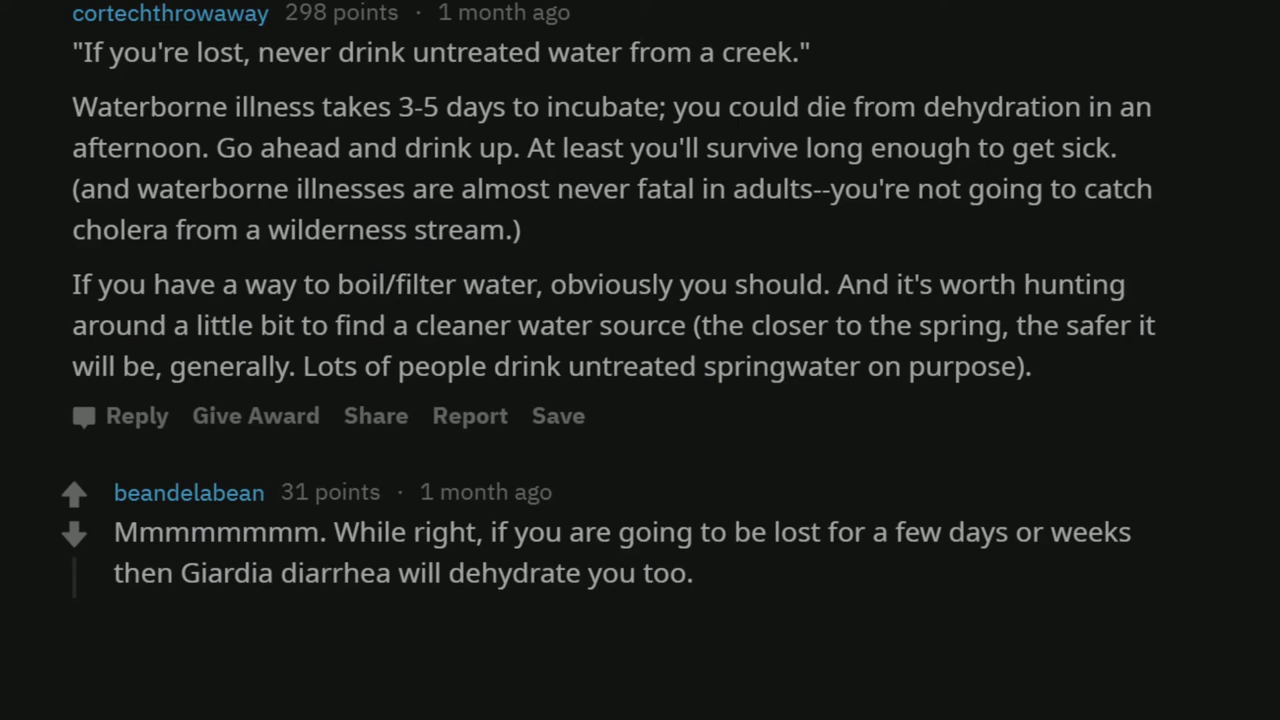 cortechthrowaway 298 points · 1 month ago
"If you're lost, never drink untreated water from a creek."
Waterborne illness takes 3-5 days to incubate; you could die from dehydration in an
afternoon. Go ahead and drink up. At least you'll survive long enough to get sick.
(and waterborne illnesses are almost never fatal in adults--you're not going to catch
cholera from a wilderness stream.)
If you have a way to boil/filter water, obviously you should. And it's worth hunting
around a little bit to find a cleaner water source (the closer to the spring, the safer it
will be, generally. Lots of people drink untreated springwater on purpose).
Reply Give Award Share Report Save
beandelabean 31 points · 1 month ago
Mmmmmmmm. While right, if you are going to be lost for a few days or weeks
then Giardia diarrhea will dehydrate you too.